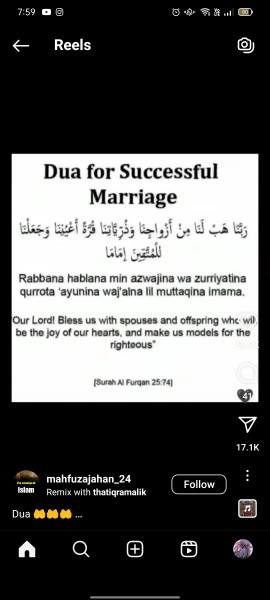 7:59
Reels
Dua for Successful
Marriage
رَبَّنَا هَبْ لَنَا مِنْ أَزْوَاجِنَا وَذُرِّيَّاتِنَا قُرَّةَ أَعْيُنٍ وَاجْعَلْنَا
لِلْمُتَّقِينَ إِمَامًا
Rabbana hablana min azwajina wa zurriyatina
qurrota 'ayunina waj'alna lil muttaqina imama.
Our Lord! Bless us with spouses and offspring who will
be the joy of our hearts, and make us models for the
righteous"
[Surah Al Furqan 25:74]
41
17.1K
Islam
mahfuzajahan_24
Remix with thatiqramalik
Follow
Dua 🤲🤲🤲 ...